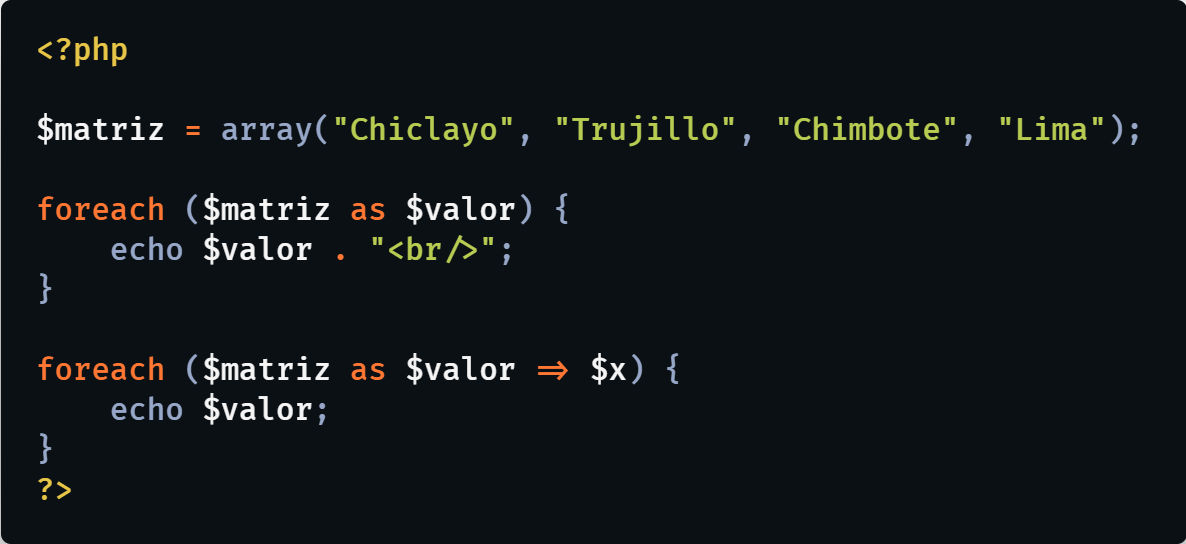 <?php
$matriz = array("Chiclayo", "Trujillo", "Chimbote", "Lima");
foreach ($matriz as $valor) {
    echo $valor . "<br/>";
}
foreach ($matriz as $valor => $x) {
    echo $valor;
}
?>